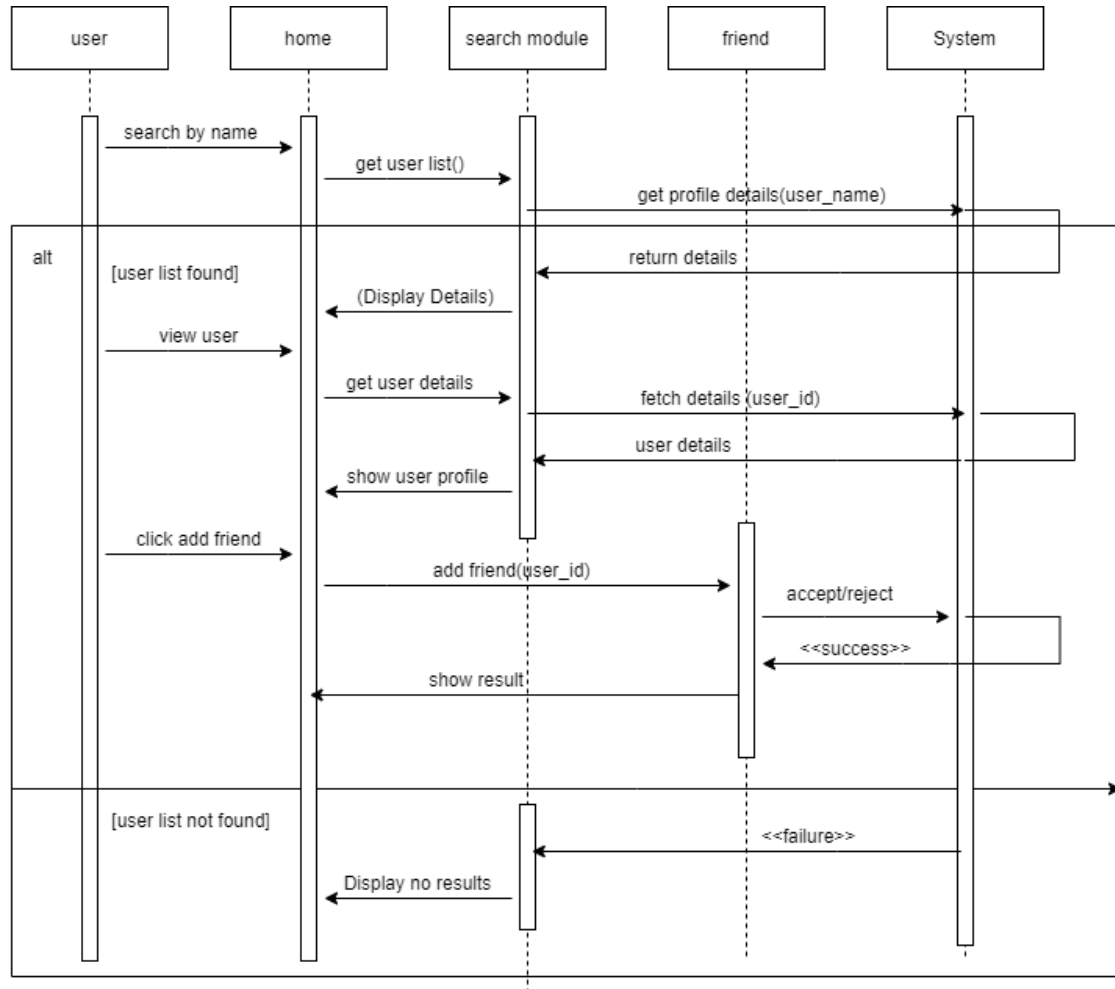 user
home
search module
friend
System
search by name
get user list()
get profile details(user_name)
alt
[user list found]
return details
(Display Details)
view user
get user details
fetch details (user_id)
user details
show user profile
click add friend
add friend(user_id)
accept/reject
<<success>>
show result
[user list not found]
<<failure>>
Display no results